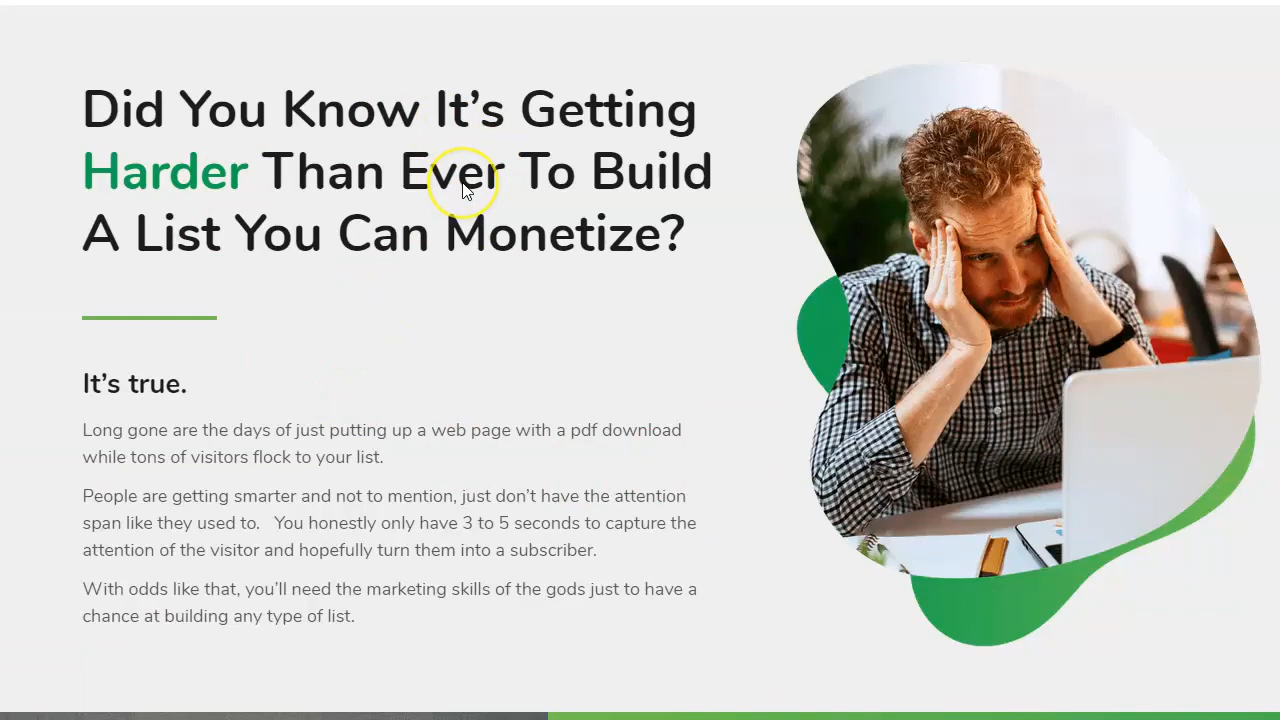 Did You Know It's Getting
Harder Than Ever To Build
A List You Can Monetize?
It's true.
Long gone are the days of just putting up a web page with a pdf download
while tons of visitors flock to your list.
People are getting smarter and not to mention, just don't have the attention
span like they used to.   You honestly only have 3 to 5 seconds to capture the
attention of the visitor and hopefully turn them into a subscriber.
With odds like that, you'll need the marketing skills of the gods just to have a
chance at building any type of list.